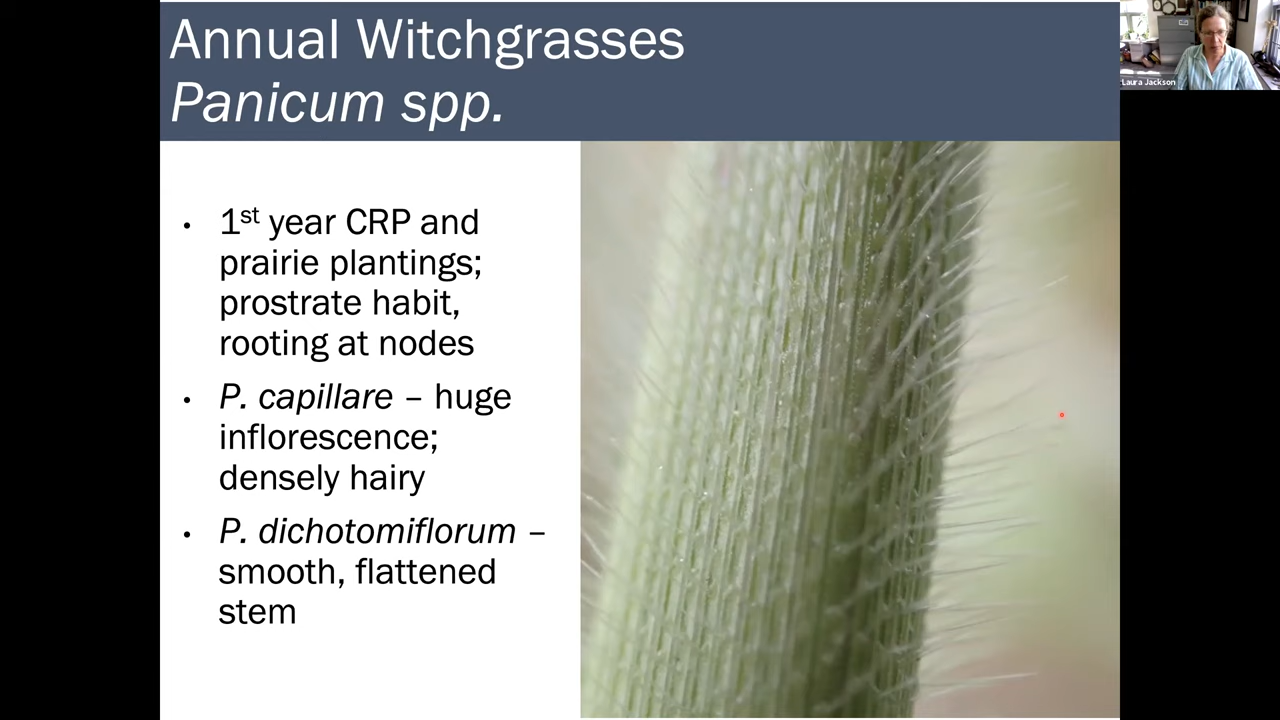 Annual Witchgrasses
Panicum spp.
Laura Jackson
• 1st year CRP and
prairie plantings;
prostrate habit,
rooting at nodes
• P. capillare – huge
inflorescence;
densely hairy
• P. dichotomiflorum –
smooth, flattened
stem